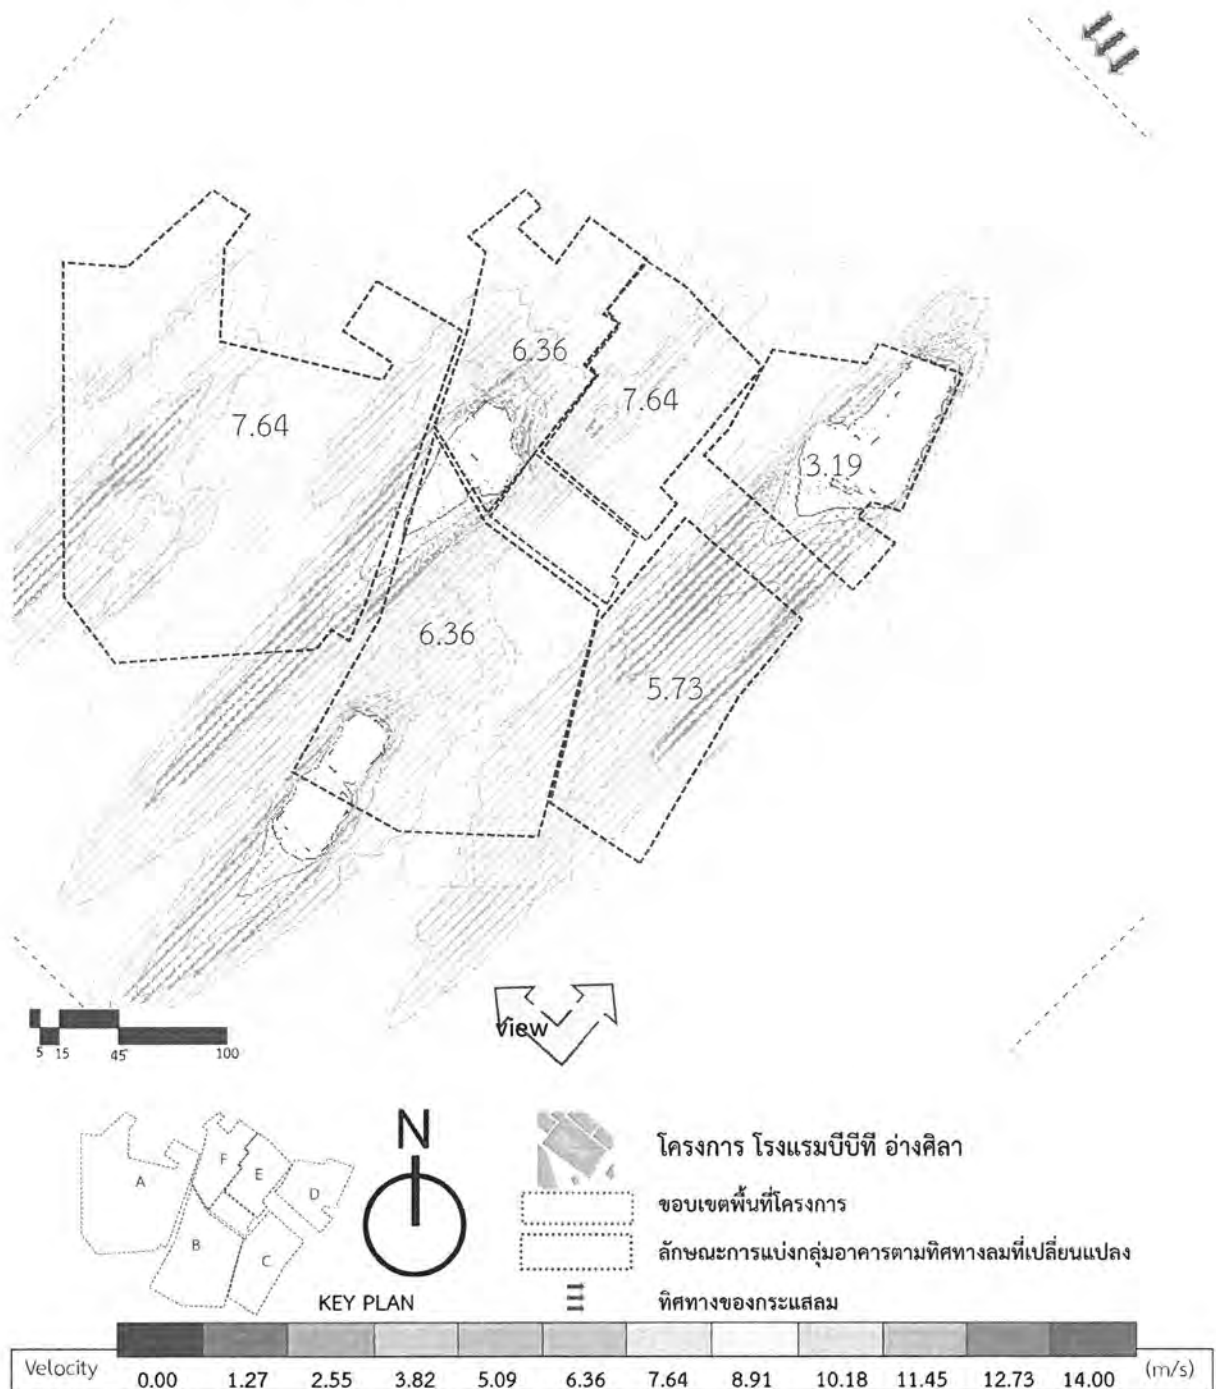 6.36
7.64
7.64
3.19
6.36
5.73
view
5 15 45 100
N
A F E D B C
KEY PLAN
โครงการ โรงแรมบีบีที อ่างศิลา
ขอบเขตพื้นที่โครงการ
ลักษณะการแบ่งกลุ่มอาคารตามทิศทางลมที่เปลี่ยนแปลง
ทิศทางของกระแสลม
Velocity 0.00 1.27 2.55 3.82 5.09 6.36 7.64 8.91 10.18 11.45 12.73 14.00 (m/s)